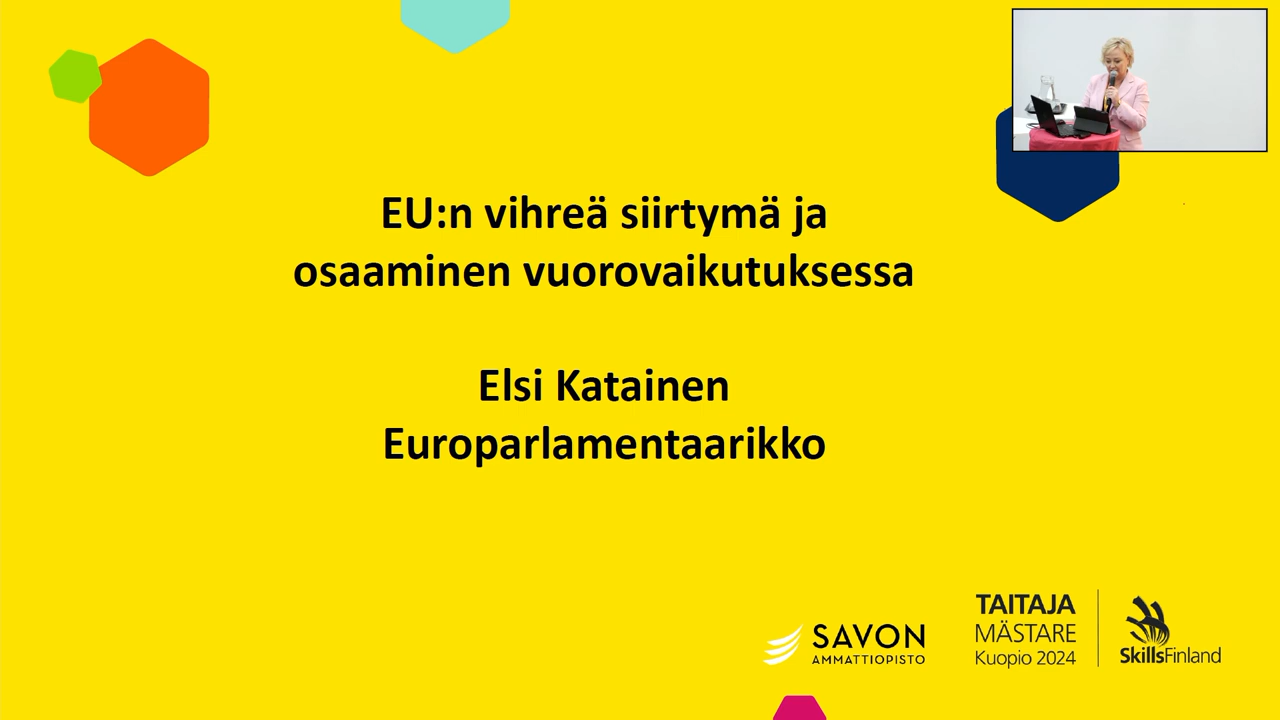 EU:n vihreä siirtymä ja
osaaminen vuorovaikutuksessa
Elsi Katainen
Europarlamentaarikko
SAVON
AMMATTIOPISTO
TAITAJA
MÄSTARE
Kuopio 2024
SkillsFinland